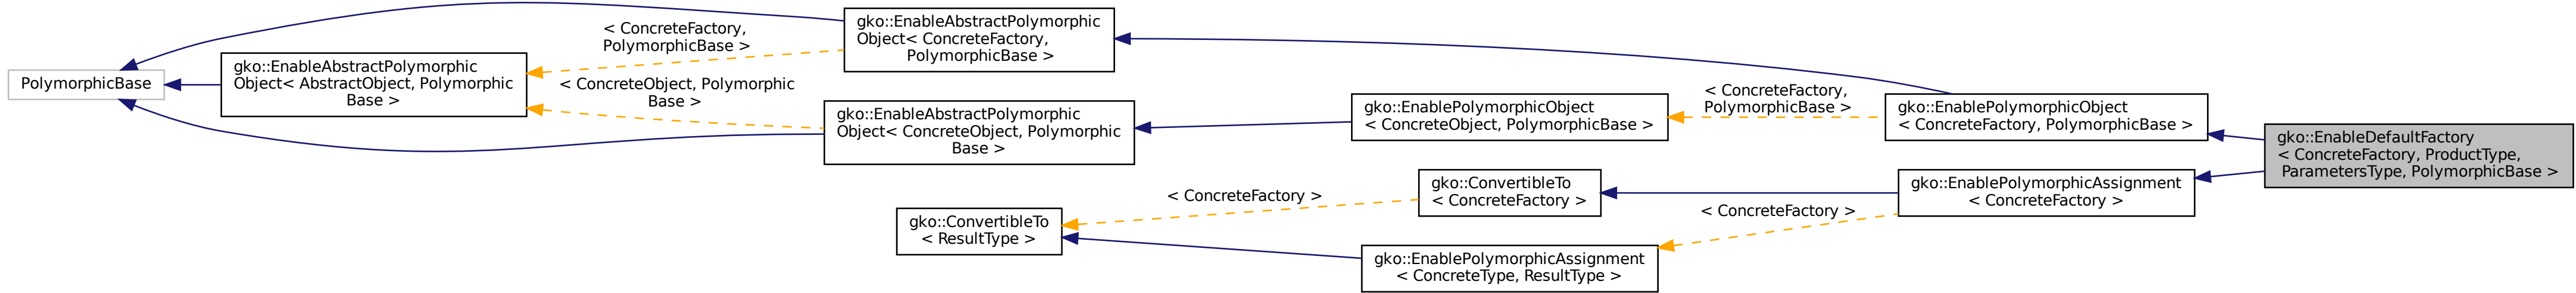 PolymorphicBase
gko::EnableAbstractPolymorphic
Object< AbstractObject, Polymorphic
Base >
< ConcreteFactory,
PolymorphicBase >
< ConcreteObject, Polymorphic
Base >
gko::EnableAbstractPolymorphic
Object< ConcreteFactory,
PolymorphicBase >
gko::EnableAbstractPolymorphic
Object< ConcreteObject, Polymorphic
Base >
gko::ConvertibleTo
< ResultType >
< ConcreteFactory >
gko::EnablePolymorphicObject
< ConcreteObject, PolymorphicBase >
gko::ConvertibleTo
< ConcreteFactory >
gko::EnablePolymorphicAssignment
< ConcreteType, ResultType >
< ConcreteFactory,
PolymorphicBase >
< ConcreteFactory >
gko::EnablePolymorphicObject
< ConcreteFactory, PolymorphicBase >
gko::EnablePolymorphicAssignment
< ConcreteFactory >
gko::EnableDefaultFactory
< ConcreteFactory, ProductType,
ParametersType, PolymorphicBase >